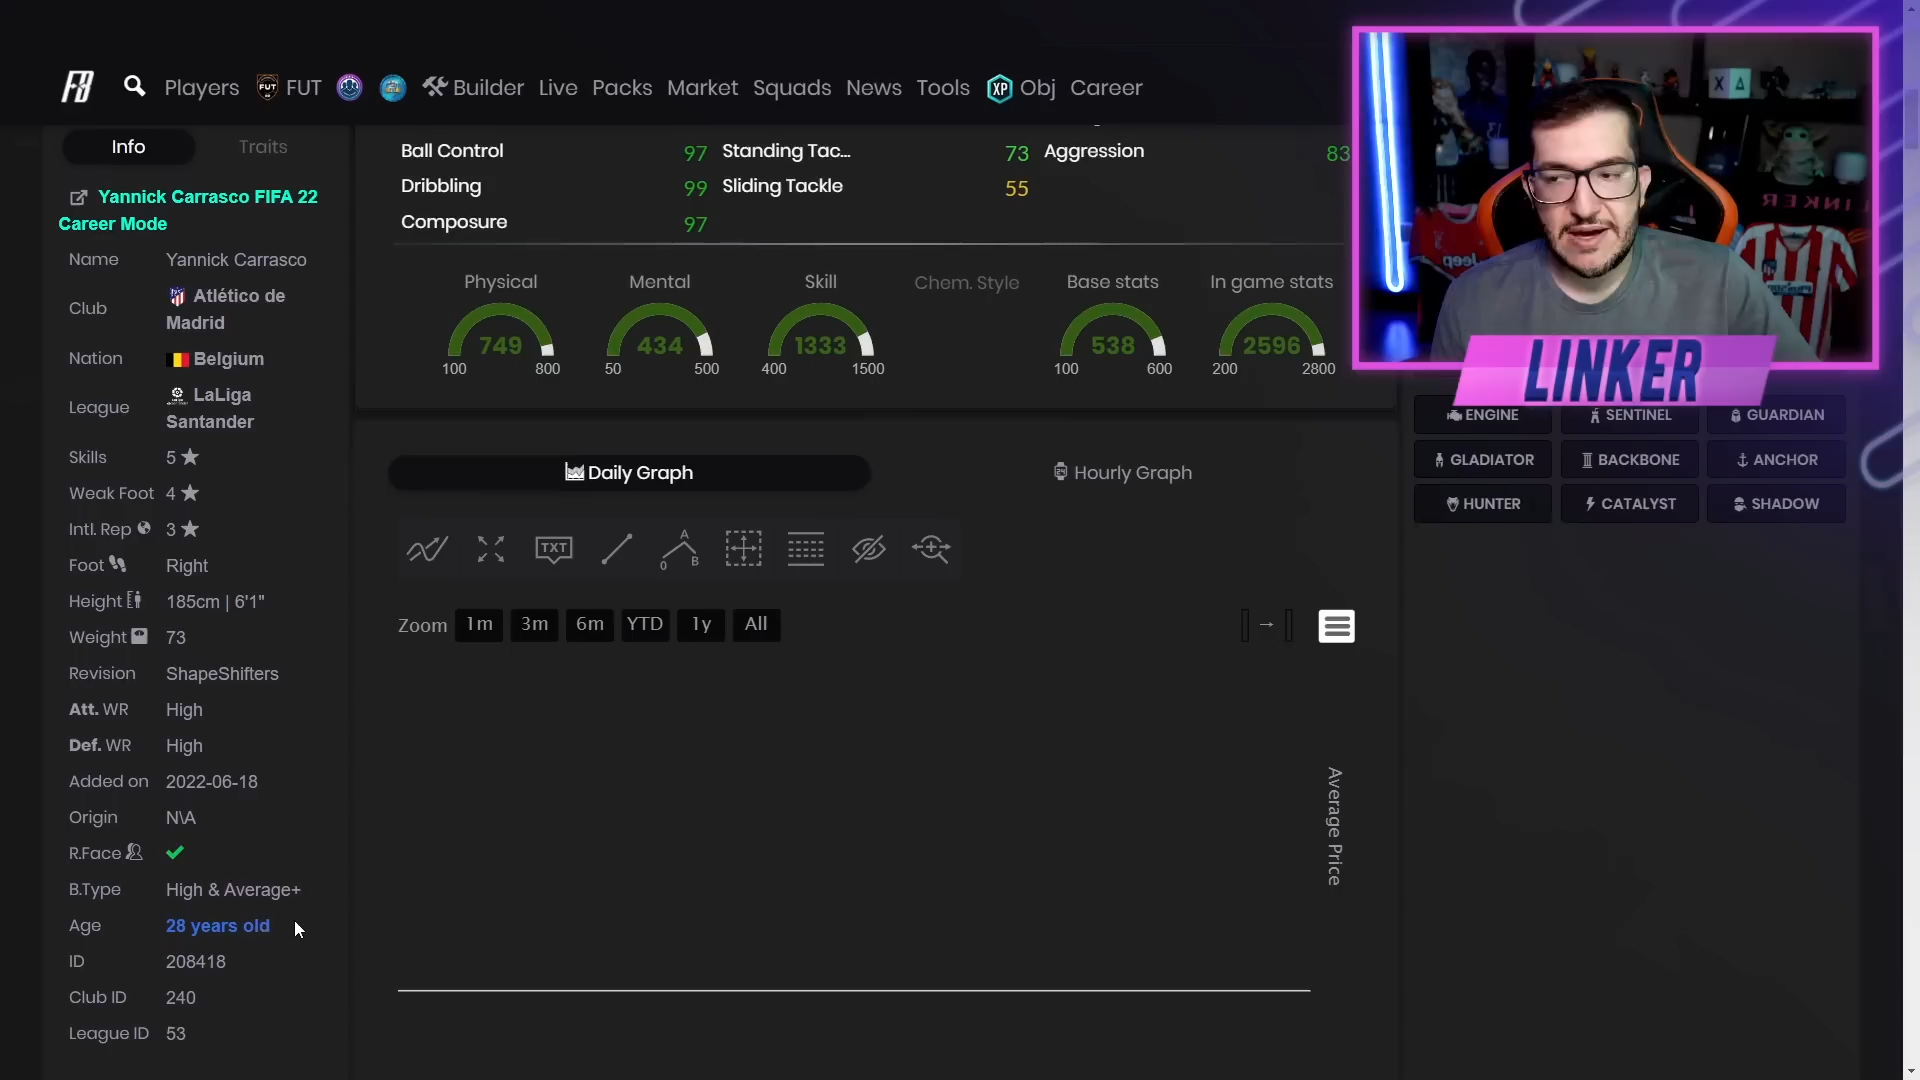 Players FUT Builder Live Packs Market Squads News Tools XP Obj Career
Info Traits
Yannick Carrasco FIFA 22
Career Mode
Name Yannick Carrasco
Club Atlético de
Madrid
Nation Belgium
League LaLiga
Santander
Skills 5
Weak Foot 4
Intl. Rep 3
Foot Right
Height 185cm | 6'1"
Weight 73
Revision ShapeShifters
Att. WR High
Def. WR High
Added on 2022-06-18
Origin N\A
R.Face
B.Type High & Average+
Age 28 years old
ID 208418
Club ID 240
League ID 53
Ball Control 97 Standing Tac... 73 Aggression 83
Dribbling 99 Sliding Tackle 55
Composure 97
Physical Mental Skill Chem. Style Base stats In game stats
749 434 1333 538 2596
100 800 50 500 400 1500 100 600 200 2800
Daily Graph Hourly Graph
TXT
A
0 B
Zoom 1m 3m 6m YTD 1y All
→
Average Price
LINKER
LINKER
Jeep
ENGINE SENTINEL GUARDIAN
GLADIATOR BACKBONE ANCHOR
HUNTER CATALYST SHADOW